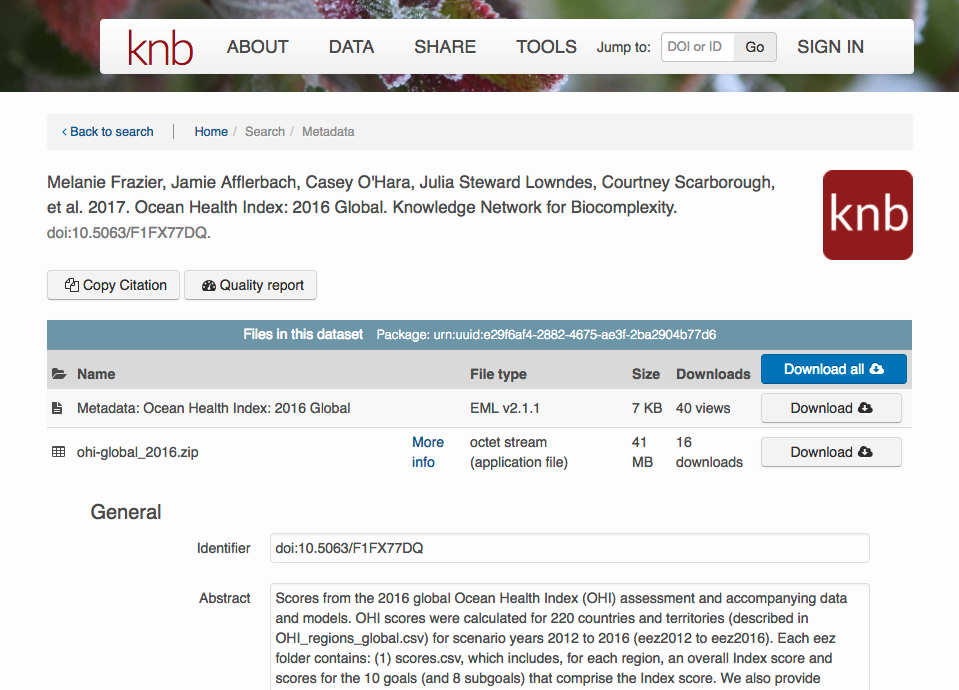 knb ABOUT DATA SHARE TOOLS Jump to: DOI or ID Go SIGN IN
‹ Back to search | Home / Search / Metadata
Melanie Frazier, Jamie Afflerbach, Casey O'Hara, Julia Steward Lowndes, Courtney Scarborough,
et al. 2017. Ocean Health Index: 2016 Global. Knowledge Network for Biocomplexity.
doi:10.5063/F1FX77DQ.
knb
Copy Citation Quality report
Files in this dataset Package: urn:uuid:e29f6af4-2882-4675-ae3f-2ba2904b77d6
Name File type Size Downloads Download all
Metadata: Ocean Health Index: 2016 Global EML v2.1.1 7 KB 40 views Download
ohi-global_2016.zip More info octet stream (application file) 41 MB 16 downloads Download
General
Identifier doi:10.5063/F1FX77DQ
Abstract Scores from the 2016 global Ocean Health Index (OHI) assessment and accompanying data
and models. OHI scores were calculated for 220 countries and territories (described in
OHI_regions_global.csv) for scenario years 2012 to 2016 (eez2012 to eez2016). Each eez
folder contains: (1) scores.csv, which includes, for each region, an overall Index score and
scores for the 10 goals (and 8 subgoals) that comprise the Index score. We also provide